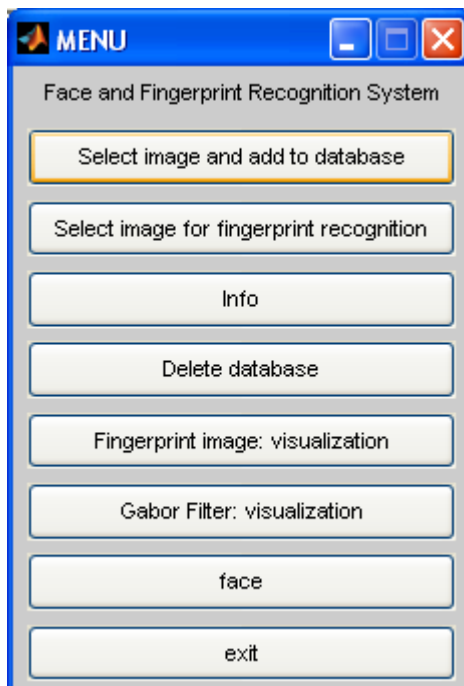 MENU
Face and Fingerprint Recognition System
Select image and add to database
Select image for fingerprint recognition
Info
Delete database
Fingerprint image: visualization
Gabor Filter: visualization
face
exit